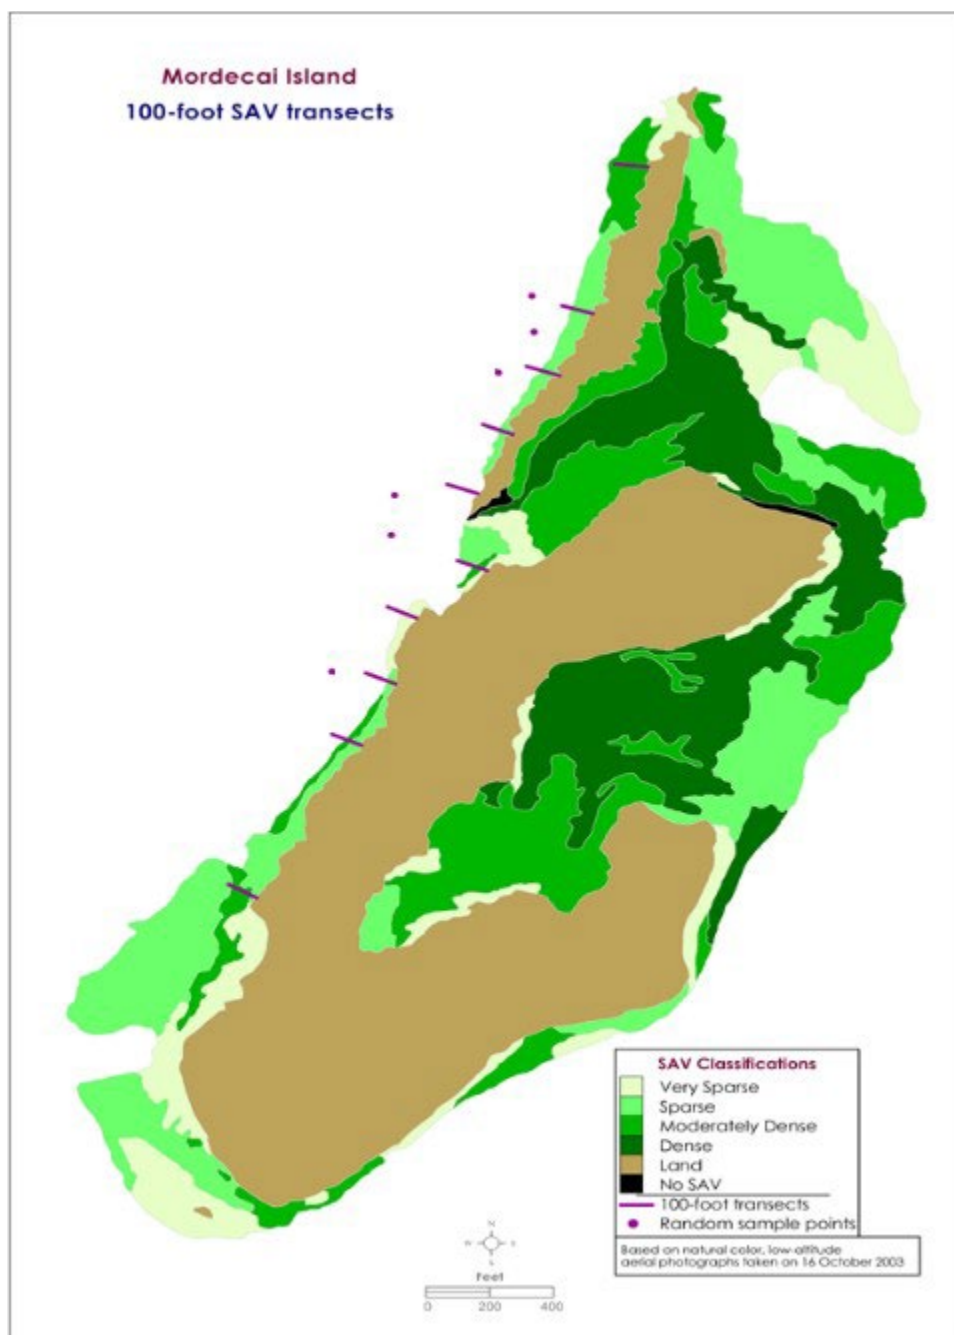 Mordecai Island
100-foot SAV transects
SAV Classifications
Very Sparse
Sparse
Moderately Dense
Dense
Land
No SAV
100-foot transects
Random sample points
Based on natural color, low-altitude
aerial photographs taken on 16 October 2003
N
W
S
Feet
0 200 400